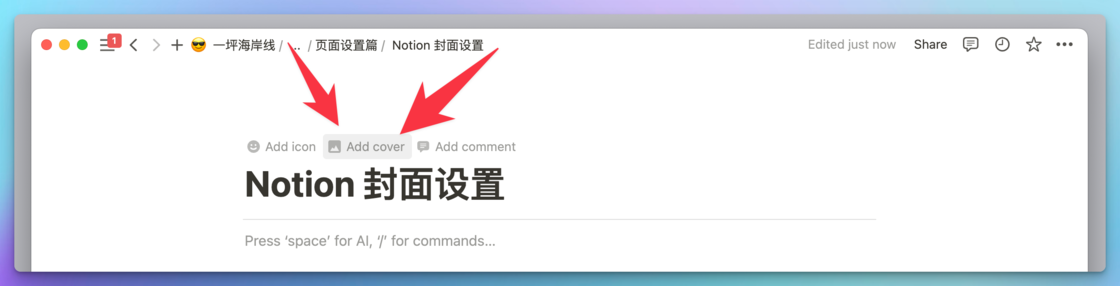 1 一坪海岸线 / ... / 页面设置篇 / Notion 封面设置 Edited just now Share
Add icon Add cover Add comment
Notion 封面设置
Press ‘space’ for AI, ‘/’ for commands...